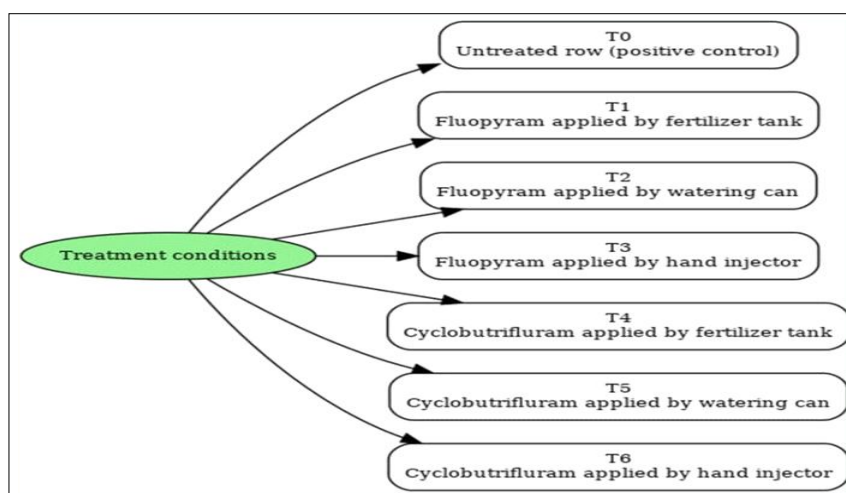 Treatment conditions
T0
Untreated row (positive control)
T1
Fluopyram applied by fertilizer tank
T2
Fluopyram applied by watering can
T3
Fluopyram applied by hand injector
T4
Cyclobutrifluram applied by fertilizer tank
T5
Cyclobutrifluram applied by watering can
T6
Cyclobutrifluram applied by hand injector